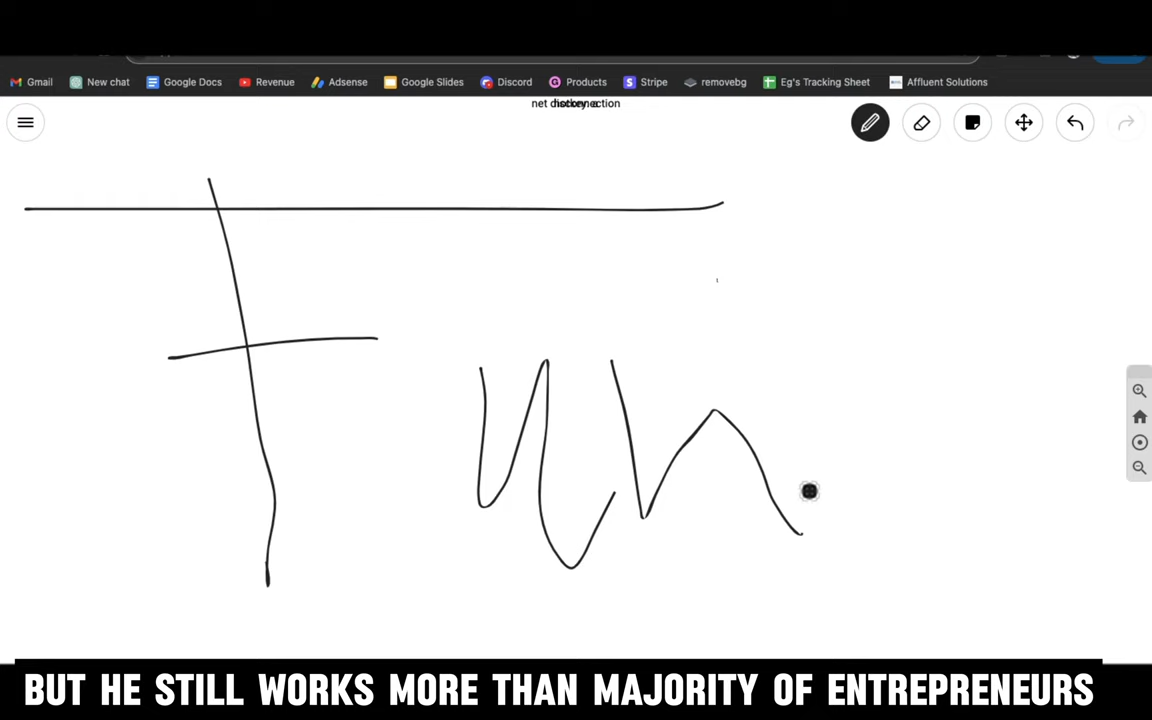 Gmail New chat Google Docs Revenue Adsense Google Slides Discord Products Stripe removebg Eg's Tracking Sheet Affluent Solutions
Fun
BUT HE STILL WORKS MORE THAN MAJORITY OF ENTREPRENEURS